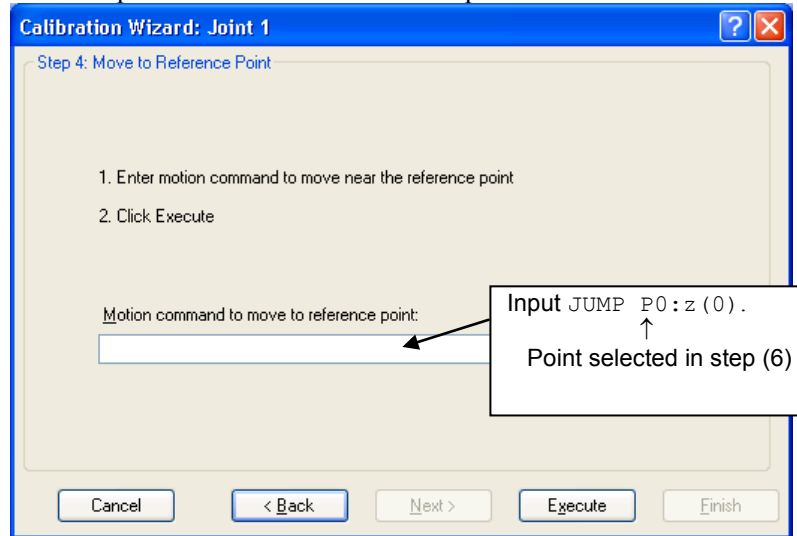 Calibration Wizard: Joint 1
Step 4: Move to Reference Point
1. Enter motion command to move near the reference point
2. Click Execute
Motion command to move to reference point:
Input JUMP P0:z(0).
↑
Point selected in step (6)
Cancel
< Back
Next >
Execute
Finish